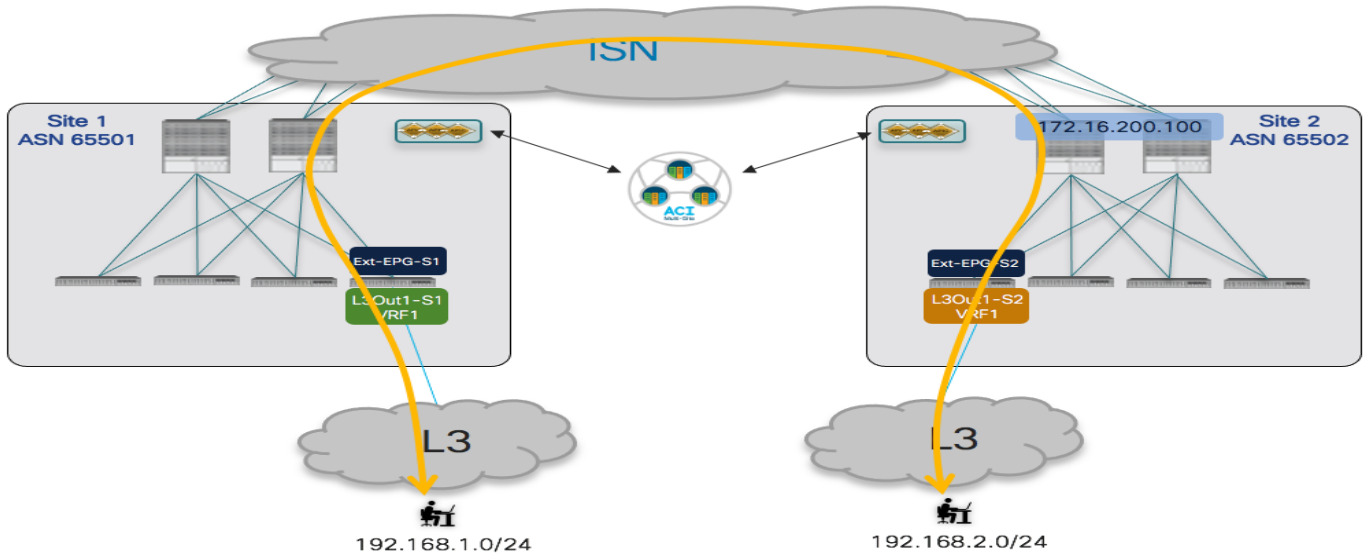 ISN
Site 1
ASN 65501
172.16.200.100
Site 2
ASN 65502
ACI
Multi-Site
Ext-EPG-S1
L3Out1-S1
VRF1
Ext-EPG-S2
L3Out1-S2
VRF1
L3
L3
192.168.1.0/24
192.168.2.0/24